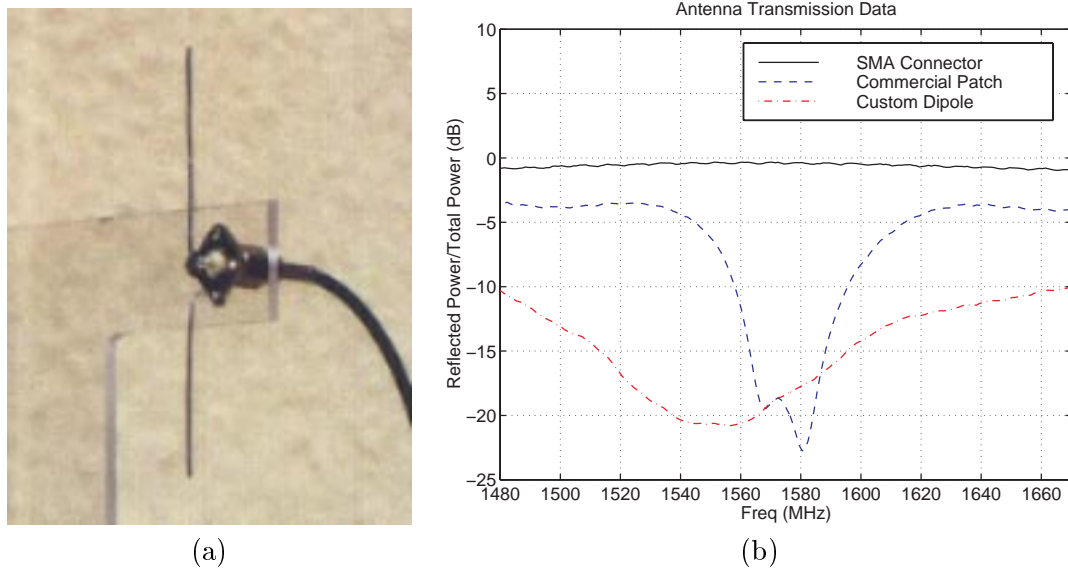 Antenna Transmission Data
10
5
0
−5
−10
−15
−20
−25
Reflected Power/Total Power (dB)
SMA Connector
Commercial Patch
Custom Dipole
1480 1500 1520 1540 1560 1580 1600 1620 1640 1660
Freq (MHz)
(a) (b)